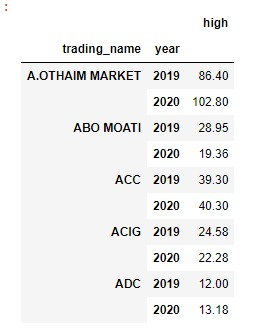 :
high
trading_name year
A.OTHAIM MARKET 2019 86.40
2020 102.80
ABO MOATI 2019 28.95
2020 19.36
ACC 2019 39.30
2020 40.30
ACIG 2019 24.58
2020 22.28
ADC 2019 12.00
2020 13.18